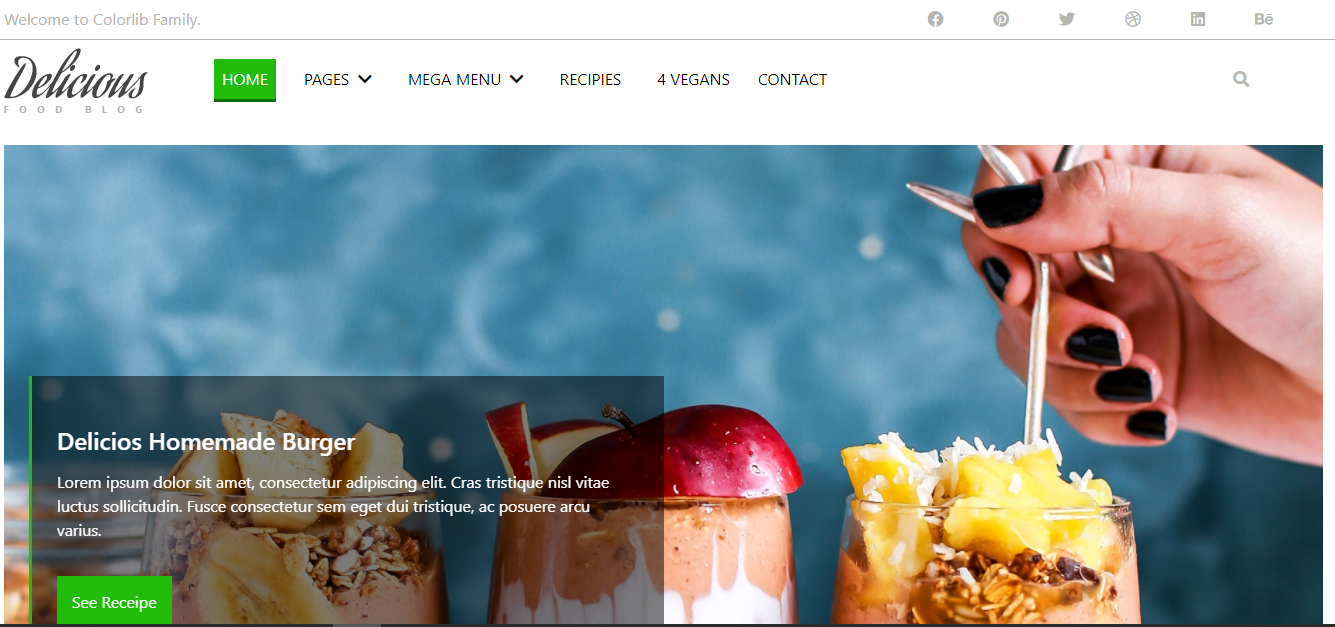 Welcome to Colorlib Family.
Bē
Delicious
FOOD BLOG
HOME PAGES MEGA MENU RECIPIES 4 VEGANS CONTACT
Delicios Homemade Burger
Lorem ipsum dolor sit amet, consectetur adipiscing elit. Cras tristique nisl vitae
luctus sollicitudin. Fusce consectetur sem eget dui tristique, ac posuere arcu
varius.
See Receipe